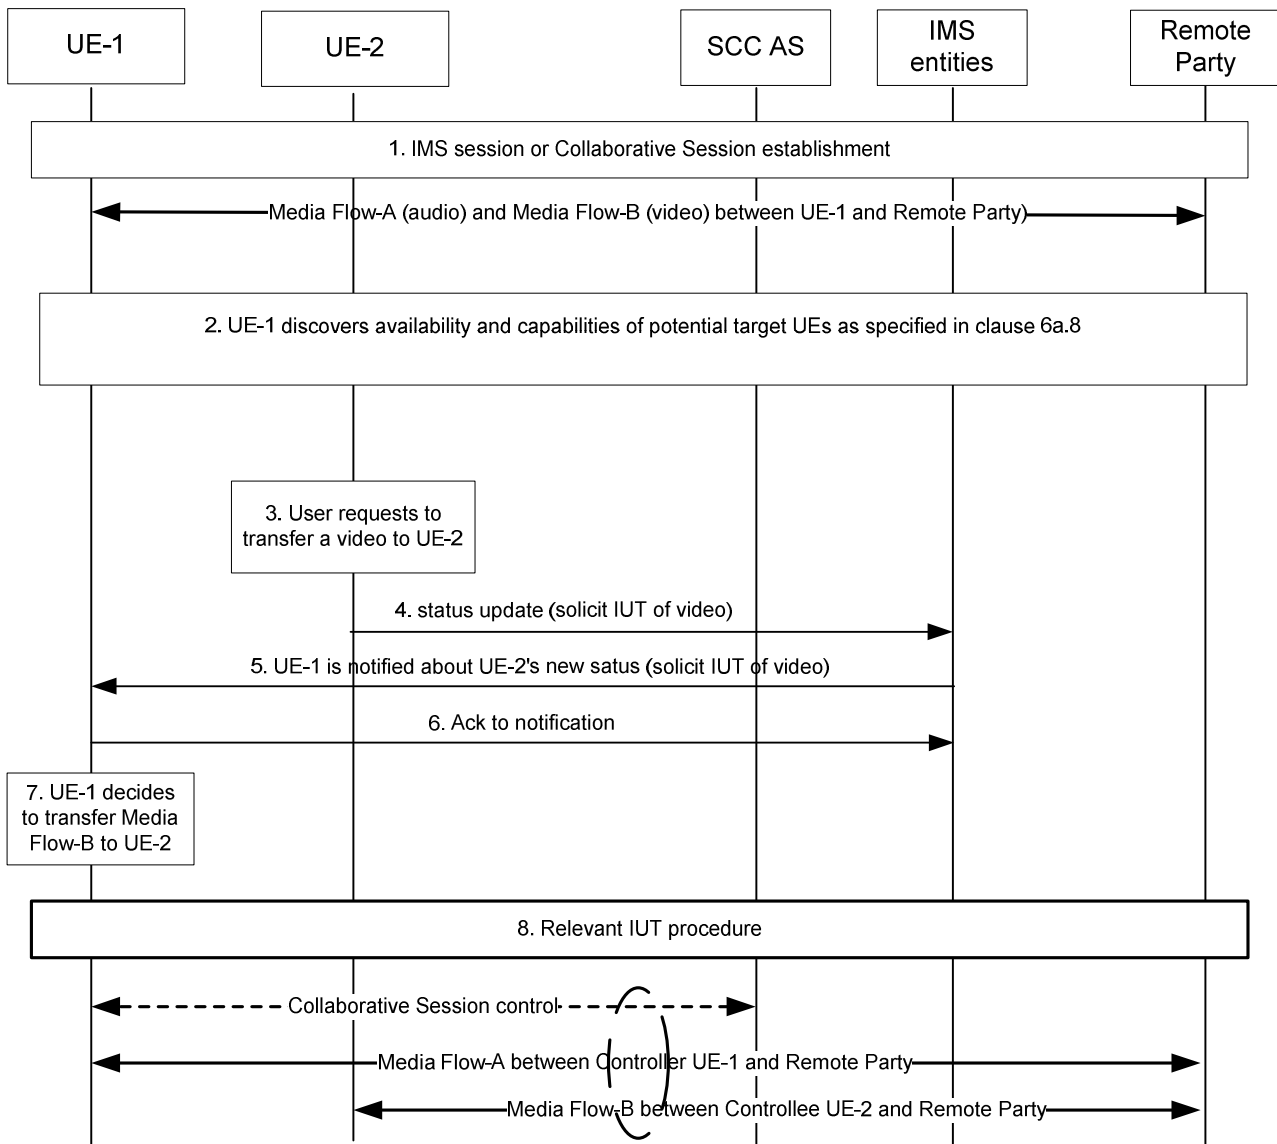 UE-1
UE-2
SCC AS
IMS
entities
Remote
Party
1. IMS session or Collaborative Session establishment
Media Flow-A (audio) and Media Flow-B (video) between UE-1 and Remote Party)
2. UE-1 discovers availability and capabilities of potential target UEs as specified in clause 6a.8
3. User requests to
transfer a video to UE-2
4. status update (solicit IUT of video)
5. UE-1 is notified about UE-2's new satus (solicit IUT of video)
6. Ack to notification
7. UE-1 decides
to transfer Media
Flow-B to UE-2
8. Relevant IUT procedure
Collaborative Session control
Media Flow-A between Controller UE-1 and Remote Party
Media Flow-B between Controllee UE-2 and Remote Party